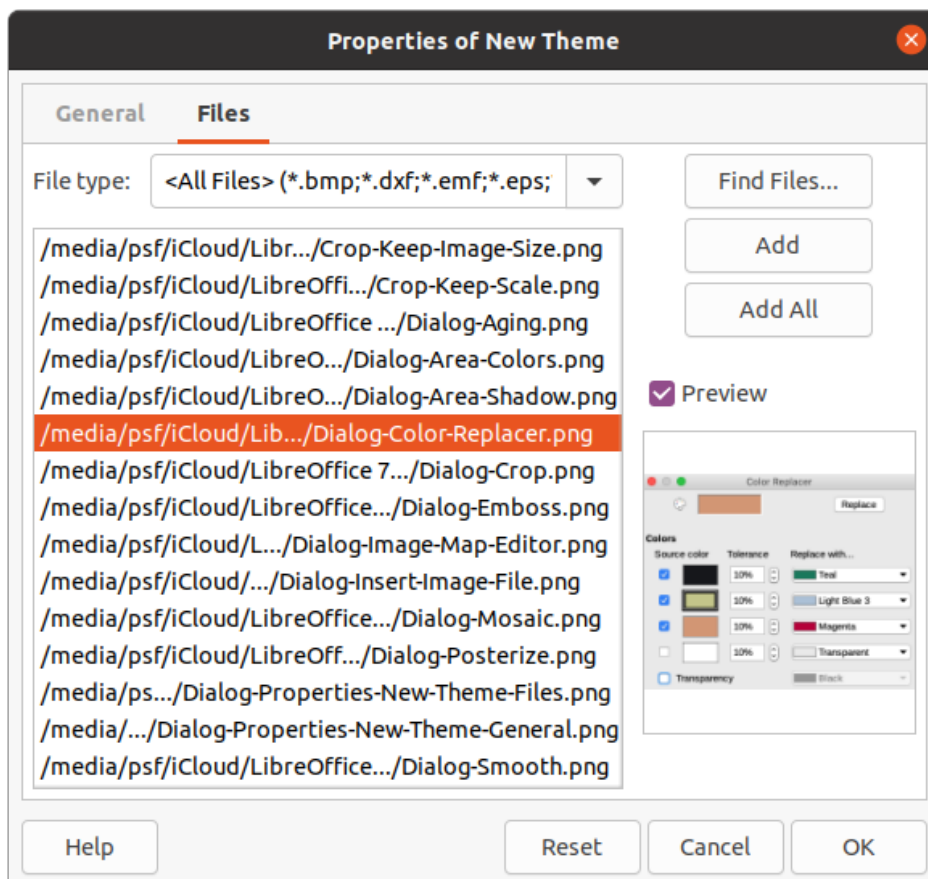 Properties of New Theme
General Files
File type: <All Files> (*.bmp;*.dxf;*.emf;*.eps;
Find Files...
Add
Add All
/media/psf/iCloud/Libr.../Crop-Keep-Image-Size.png
/media/psf/iCloud/LibreOffi.../Crop-Keep-Scale.png
/media/psf/iCloud/LibreOffice .../Dialog-Aging.png
/media/psf/iCloud/LibreO.../Dialog-Area-Colors.png
/media/psf/iCloud/LibreO.../Dialog-Area-Shadow.png
/media/psf/iCloud/Lib.../Dialog-Color-Replacer.png
/media/psf/iCloud/LibreOffice 7.../Dialog-Crop.png
/media/psf/iCloud/LibreOffice.../Dialog-Emboss.png
/media/psf/iCloud/L.../Dialog-Image-Map-Editor.png
/media/psf/iCloud/.../Dialog-Insert-Image-File.png
/media/psf/iCloud/LibreOffice.../Dialog-Mosaic.png
/media/psf/iCloud/LibreOff.../Dialog-Posterize.png
/media/ps.../Dialog-Properties-New-Theme-Files.png
/media/.../Dialog-Properties-New-Theme-General.png
/media/psf/iCloud/LibreOffice.../Dialog-Smooth.png
Preview
Color Replacer
Replace
Colors
Source color Tolerance Replace with...
10% Teal
10% Light Blue 3
10% Magenta
10% Transparent
Transparency Black
Help Reset Cancel OK